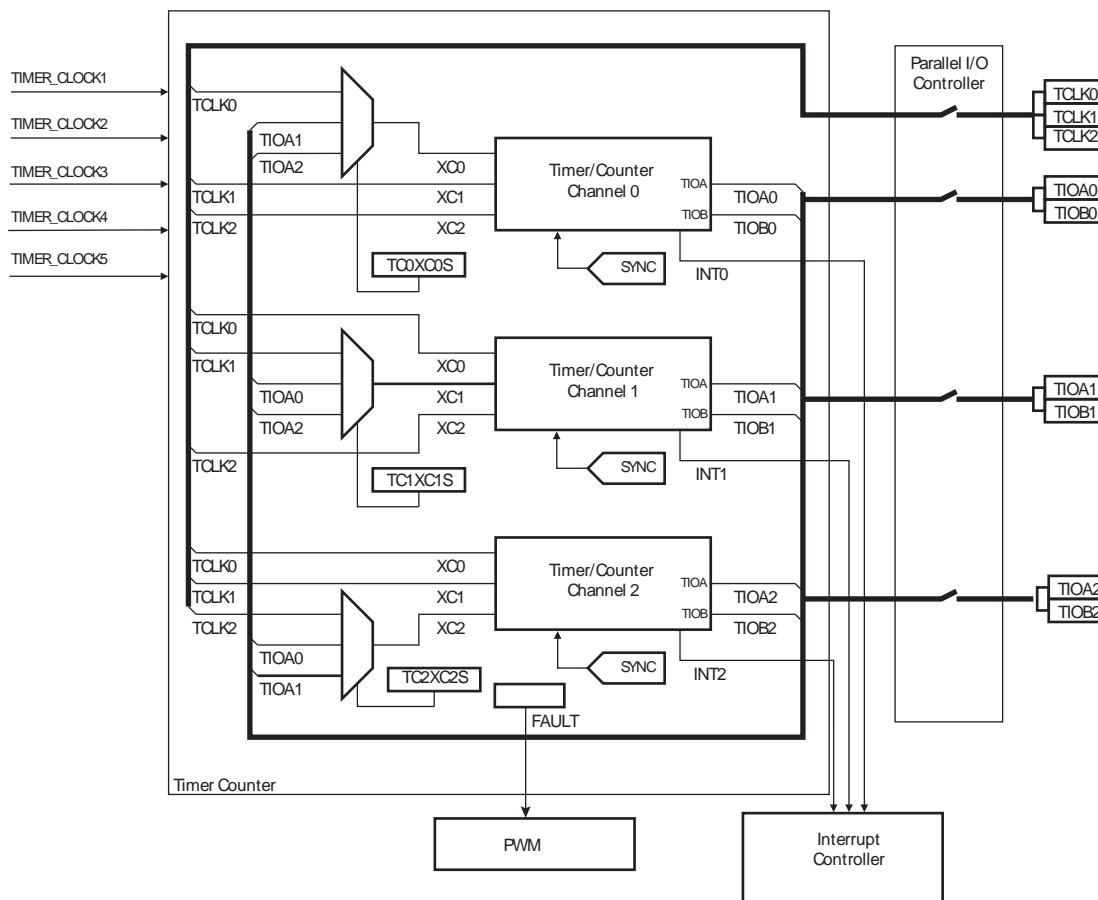 TIMER_CLOCK1
TIMER_CLOCK2
TIMER_CLOCK3
TIMER_CLOCK4
TIMER_CLOCK5
TCLK0
TIOA1
TIOA2
TCLK1
TCLK2
XC0
XC1
XC2
TC0XC0S
Timer/Counter
Channel 0
TIOA
TIOB
TIOA0
TIOB0
SYNC
INT0
TCLK0
TCLK1
TIOA0
TIOA2
TCLK2
XC0
XC1
XC2
TC1XC1S
Timer/Counter
Channel 1
TIOA
TIOB
TIOA1
TIOB1
SYNC
INT1
TCLK0
TCLK1
TCLK2
TIOA0
TIOA1
XC0
XC1
XC2
TC2XC2S
Timer/Counter
Channel 2
TIOA
TIOB
TIOA2
TIOB2
SYNC
INT2
FAULT
Timer Counter
PWM
Parallel I/O
Controller
TCLK0
TCLK1
TCLK2
TIOA0
TIOB0
TIOA1
TIOB1
TIOA2
TIOB2
Interrupt
Controller